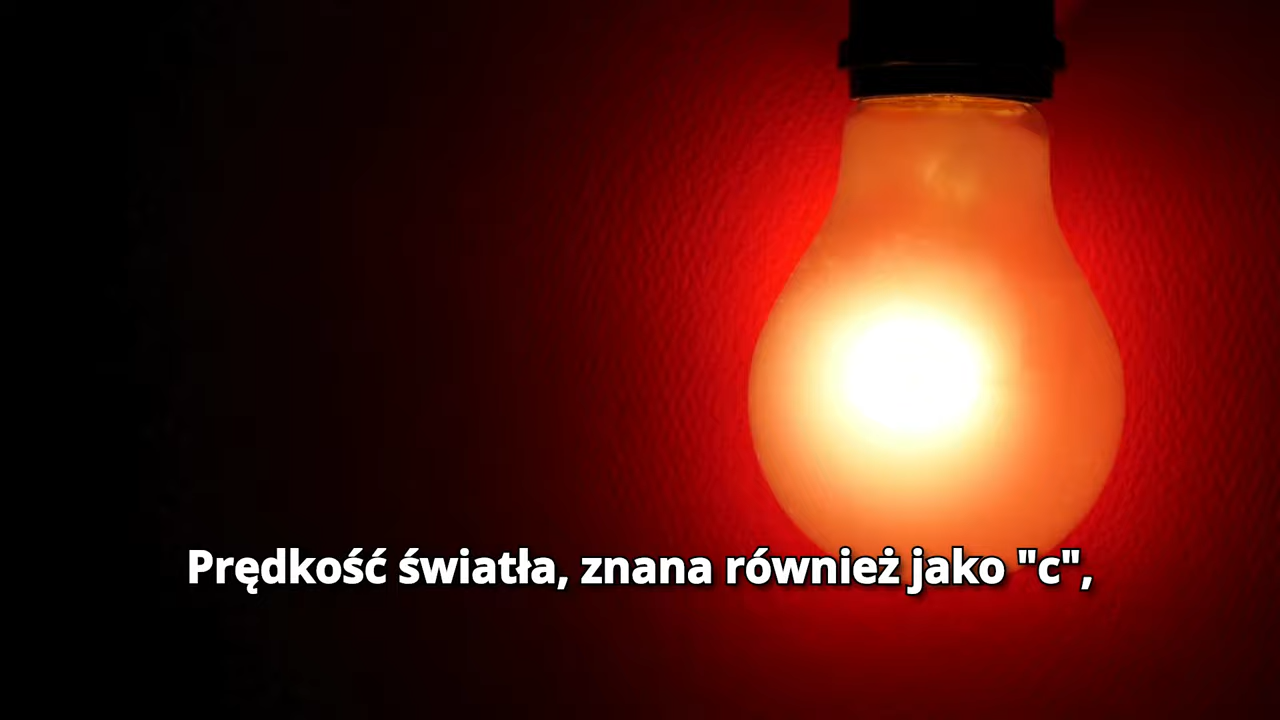 Prędkość światła, znana również jako "c",